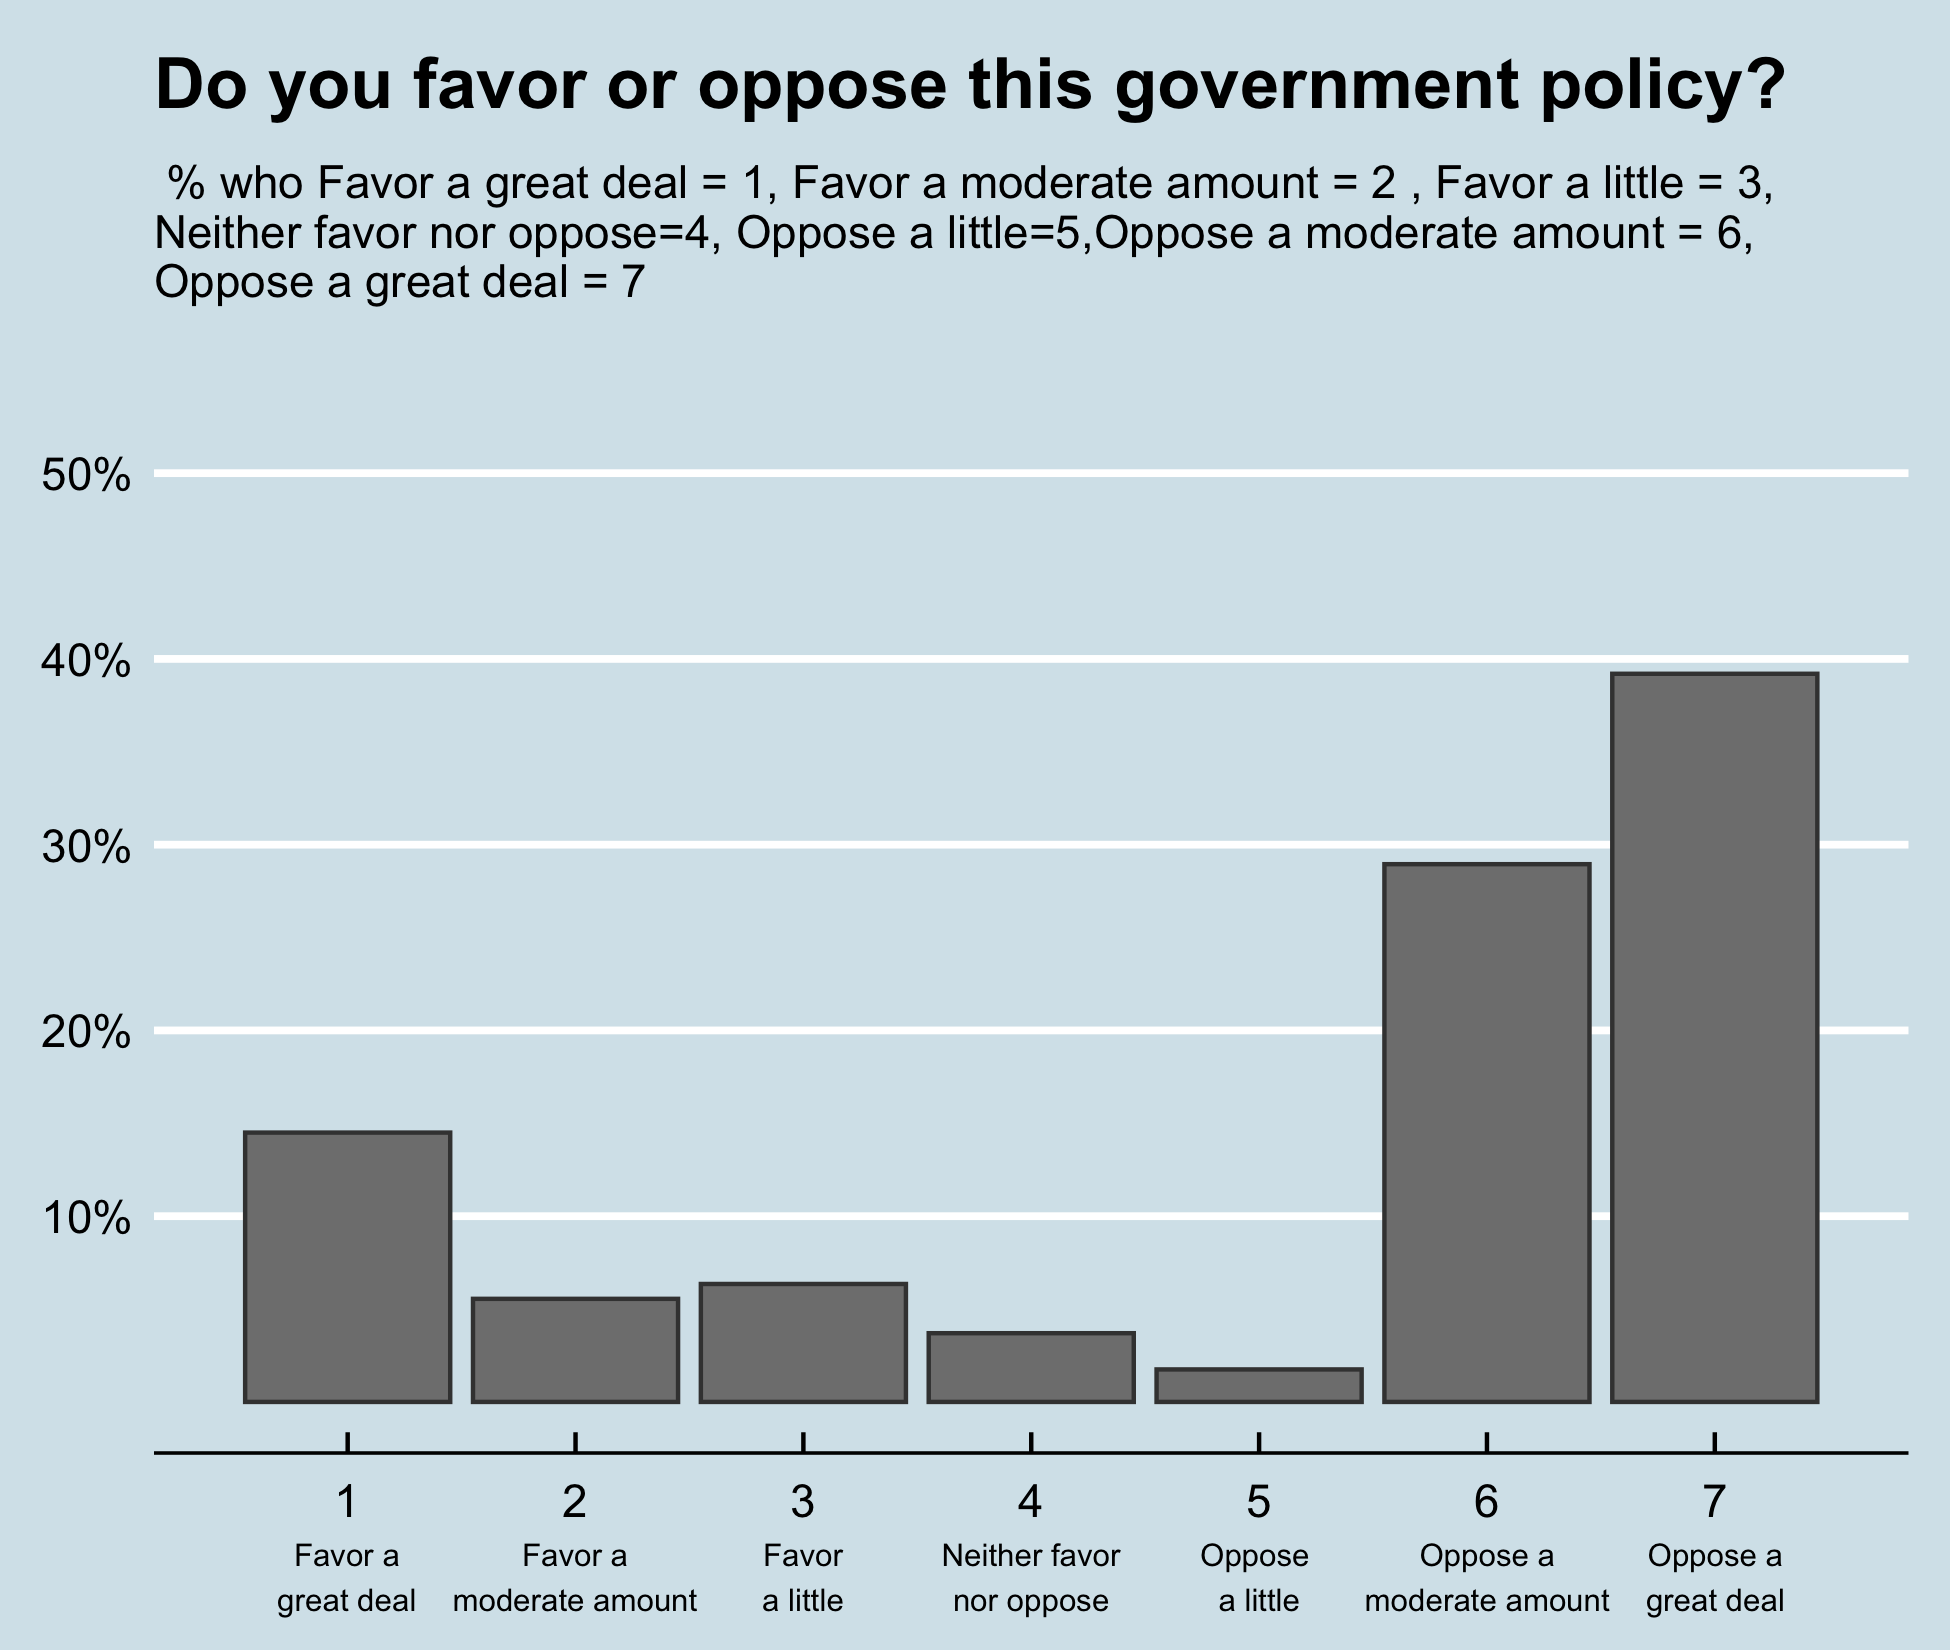 Do you favor or oppose this government policy?
% who Favor a great deal = 1, Favor a moderate amount = 2 , Favor a little = 3,
Neither favor nor oppose=4, Oppose a little=5,Oppose a moderate amount = 6,
Oppose a great deal = 7
50%
40%
30%
20%
10%
1 2 3 4 5 6 7
Favor a Favor a Favor Neither favor Oppose Oppose a Oppose a
great deal moderate amount a little nor oppose a little moderate amount great deal